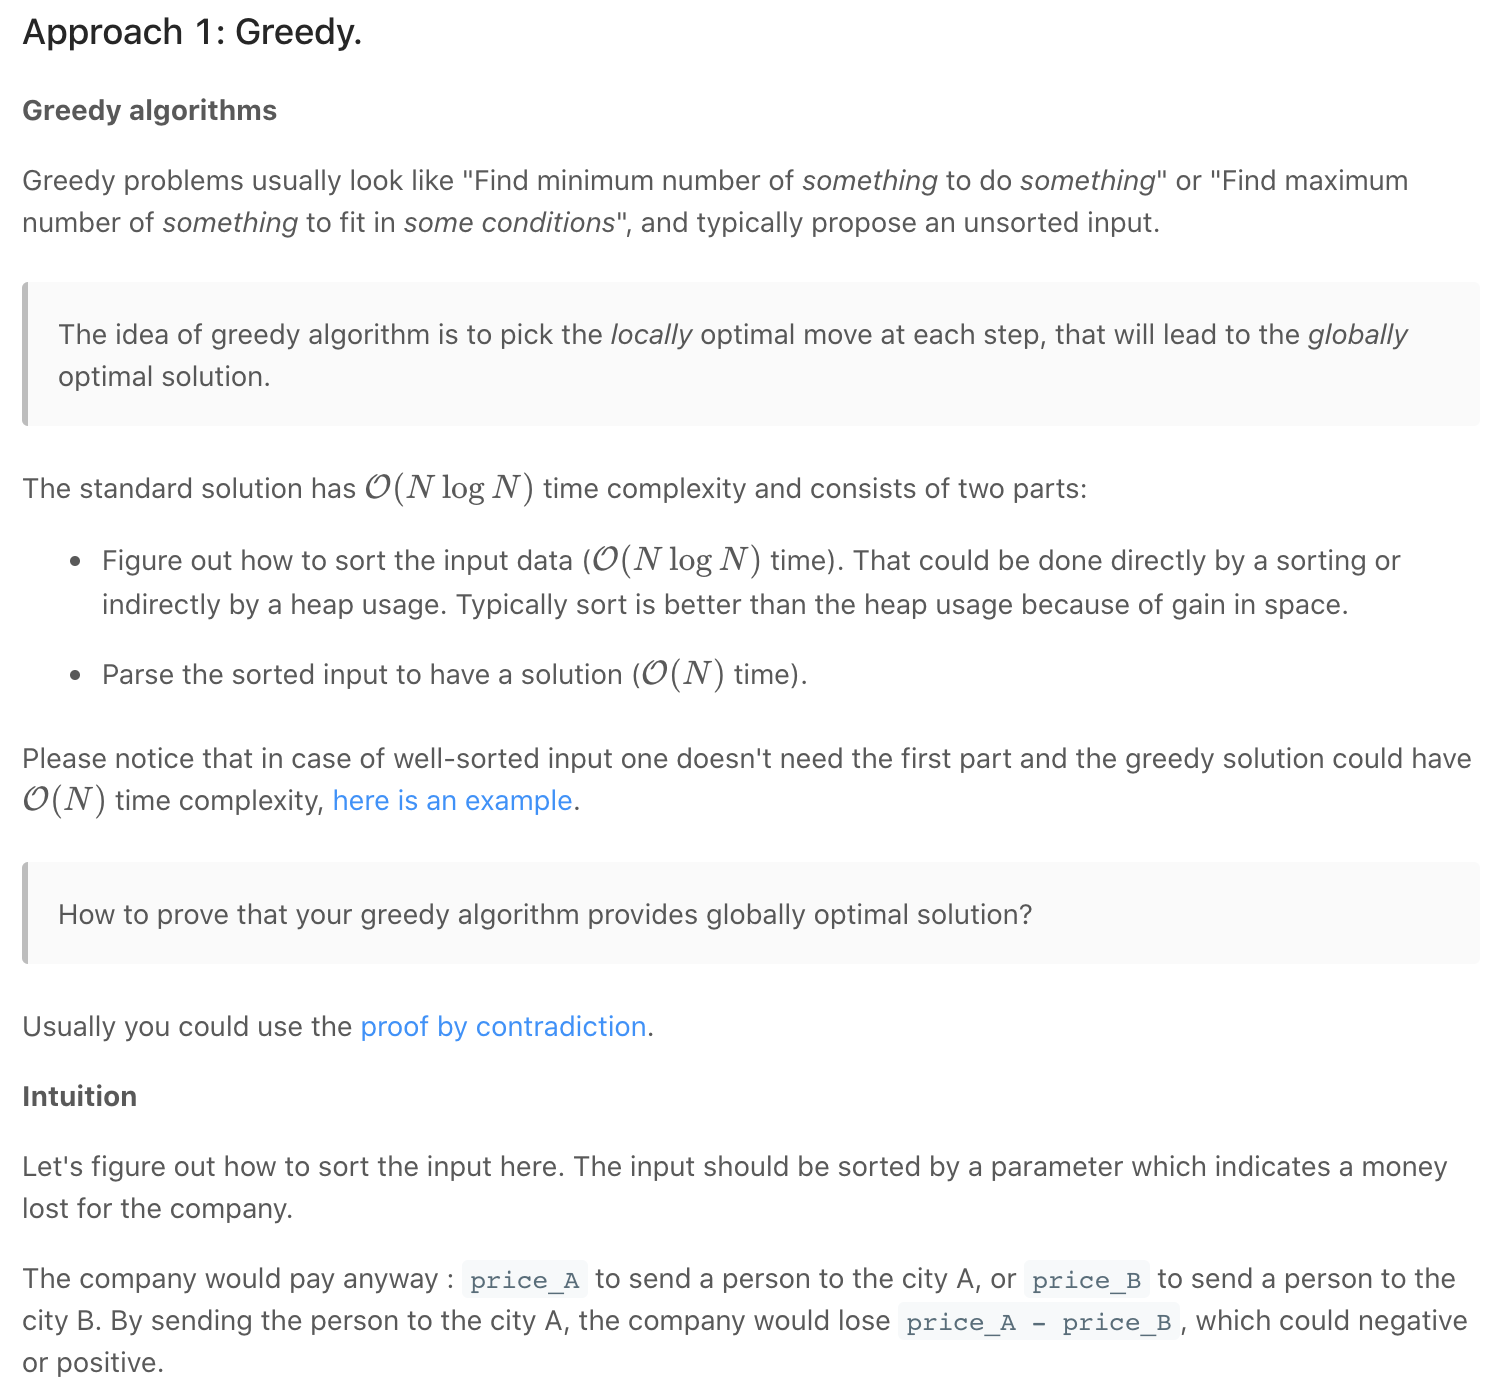 Approach 1: Greedy.
Greedy algorithms
Greedy problems usually look like "Find minimum number of something to do something" or "Find maximum
number of something to fit in some conditions", and typically propose an unsorted input.
The idea of greedy algorithm is to pick the locally optimal move at each step, that will lead to the globally
optimal solution.
The standard solution has O(N log N) time complexity and consists of two parts:
• Figure out how to sort the input data (O(N log N) time). That could be done directly by a sorting or
indirectly by a heap usage. Typically sort is better than the heap usage because of gain in space.
• Parse the sorted input to have a solution (O(N) time).
Please notice that in case of well-sorted input one doesn't need the first part and the greedy solution could have
O(N) time complexity, here is an example.
How to prove that your greedy algorithm provides globally optimal solution?
Usually you could use the proof by contradiction.
Intuition
Let's figure out how to sort the input here. The input should be sorted by a parameter which indicates a money
lost for the company.
The company would pay anyway : price_A to send a person to the city A, or price_B to send a person to the
city B. By sending the person to the city A, the company would lose price_A - price_B, which could negative
or positive.